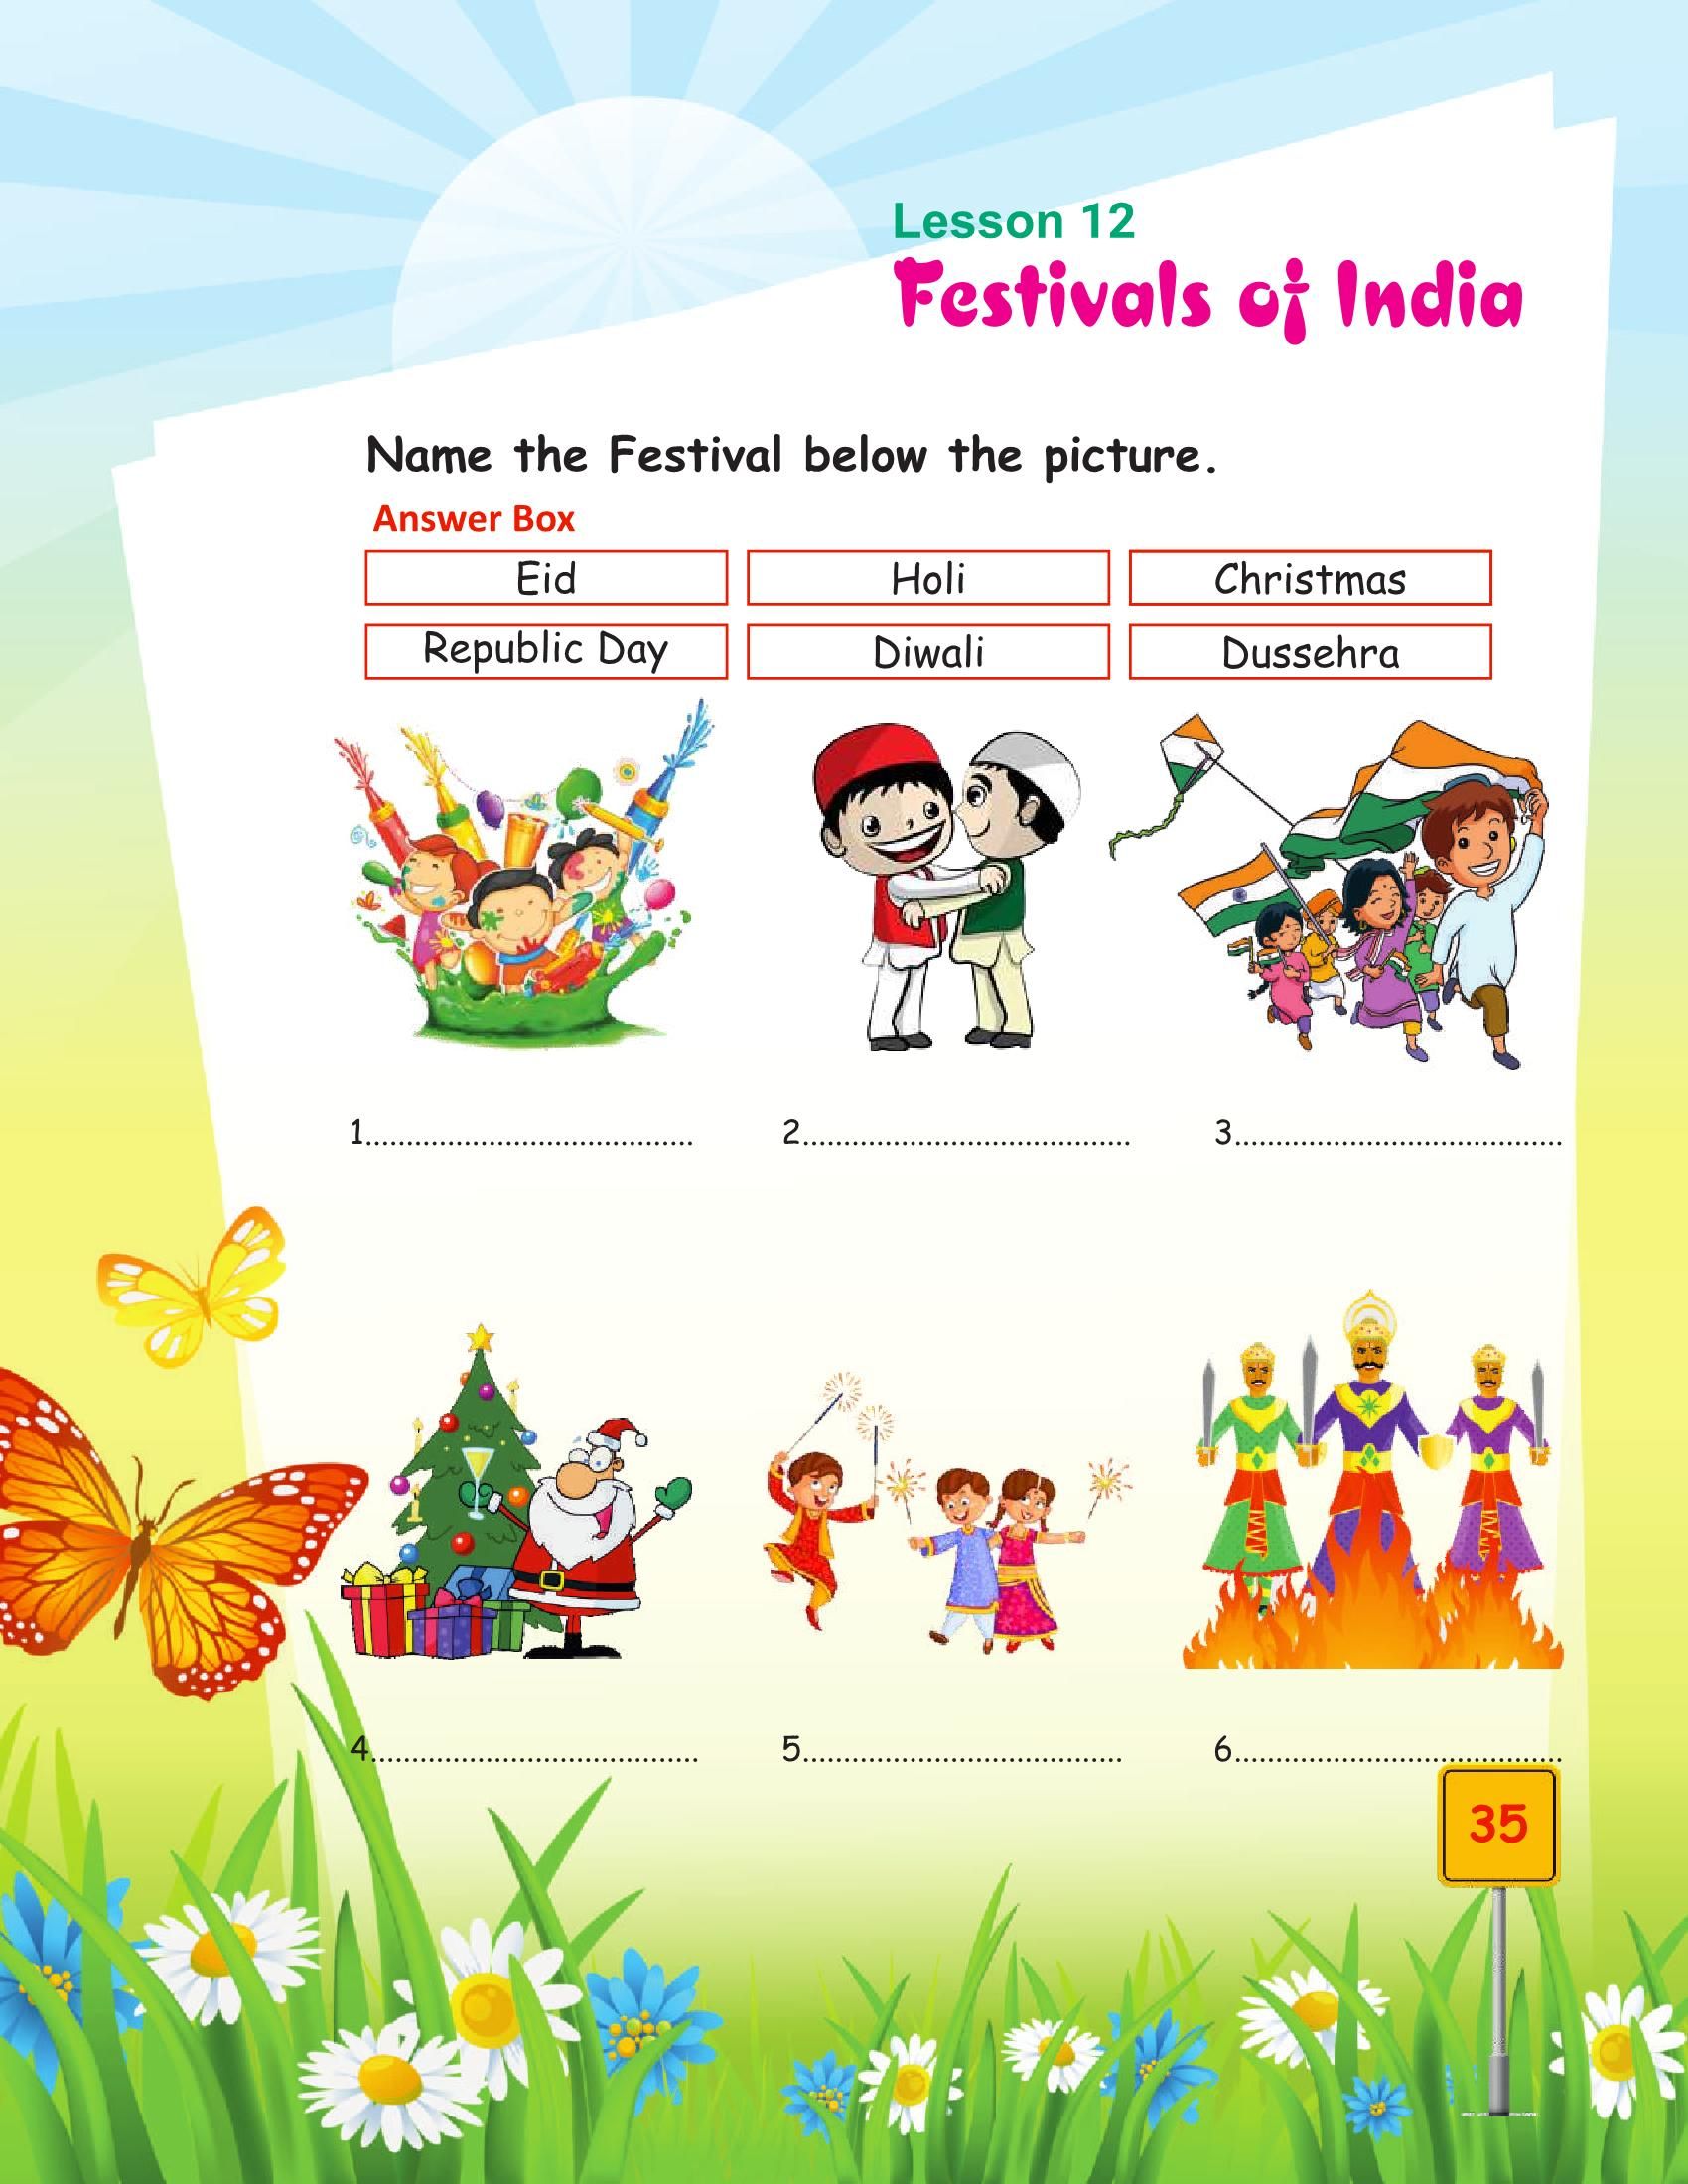 Lesson 12
Festivals of India
Name the Festival below the picture.
Answer Box
Eid Holi Christmas
Republic Day Diwali Dussehra
1................................... 2................................... 3...................................
4................................... 5................................... 6...................................
35